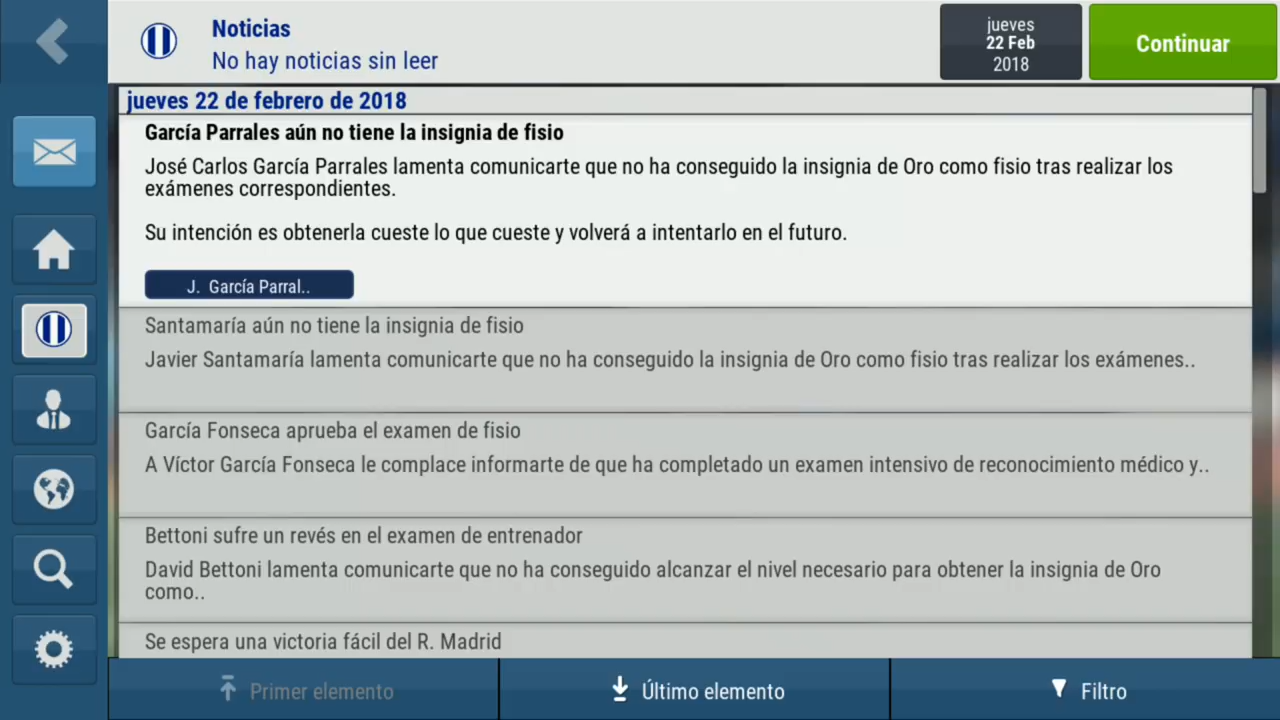 Noticias
No hay noticias sin leer
jueves
22 Feb
2018
Continuar
jueves 22 de febrero de 2018
García Parrales aún no tiene la insignia de fisio
José Carlos García Parrales lamenta comunicarte que no ha conseguido la insignia de Oro como fisio tras realizar los
exámenes correspondientes.
Su intención es obtenerla cueste lo que cueste y volverá a intentarlo en el futuro.
J. García Parral..
Santamaría aún no tiene la insignia de fisio
Javier Santamaría lamenta comunicarte que no ha conseguido la insignia de Oro como fisio tras realizar los exámenes..
García Fonseca aprueba el examen de fisio
A Víctor García Fonseca le complace informarte de que ha completado un examen intensivo de reconocimiento médico y..
Bettoni sufre un revés en el examen de entrenador
David Bettoni lamenta comunicarte que no ha conseguido alcanzar el nivel necesario para obtener la insignia de Oro
como..
Se espera una victoria fácil del R. Madrid
Primer elemento
Último elemento
Filtro